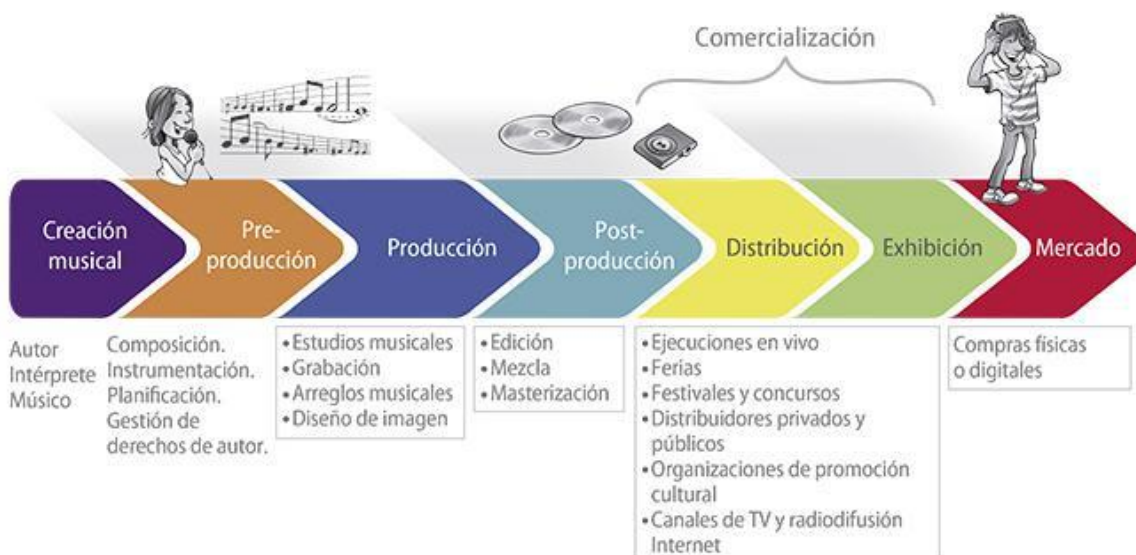 Comercialización
Creación
musical
Pre-
producción
Producción
Post-
producción
Distribución
Exhibición
Mercado
Autor
Intérprete
Músico
Composición.
Instrumentación.
Planificación.
Gestión de
derechos de autor.
•Estudios musicales
•Grabación
•Arreglos musicales
•Diseño de imagen
•Edición
•Mezcla
•Masterización
•Ejecuciones en vivo
•Ferias
•Festivales y concursos
•Distribuidores privados y
públicos
•Organizaciones de promoción
cultural
•Canales de TV y radiodifusión
Internet
Compras físicas
o digitales